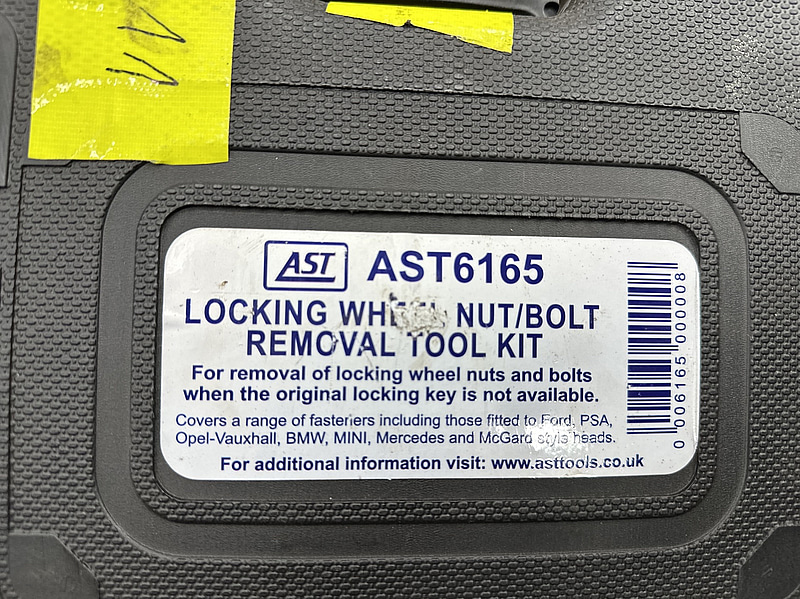 AST AST6165
LOCKING WHEEL NUT/BOLT
REMOVAL TOOL KIT
For removal of locking wheel nuts and bolts
when the original locking key is not available.
Covers a range of fasteners including those fitted to Ford, PSA,
Opel-Vauxhall, BMW, MINI, Mercedes and McGard style heads.
For additional information visit: www.asttools.co.uk
0 006165 000008